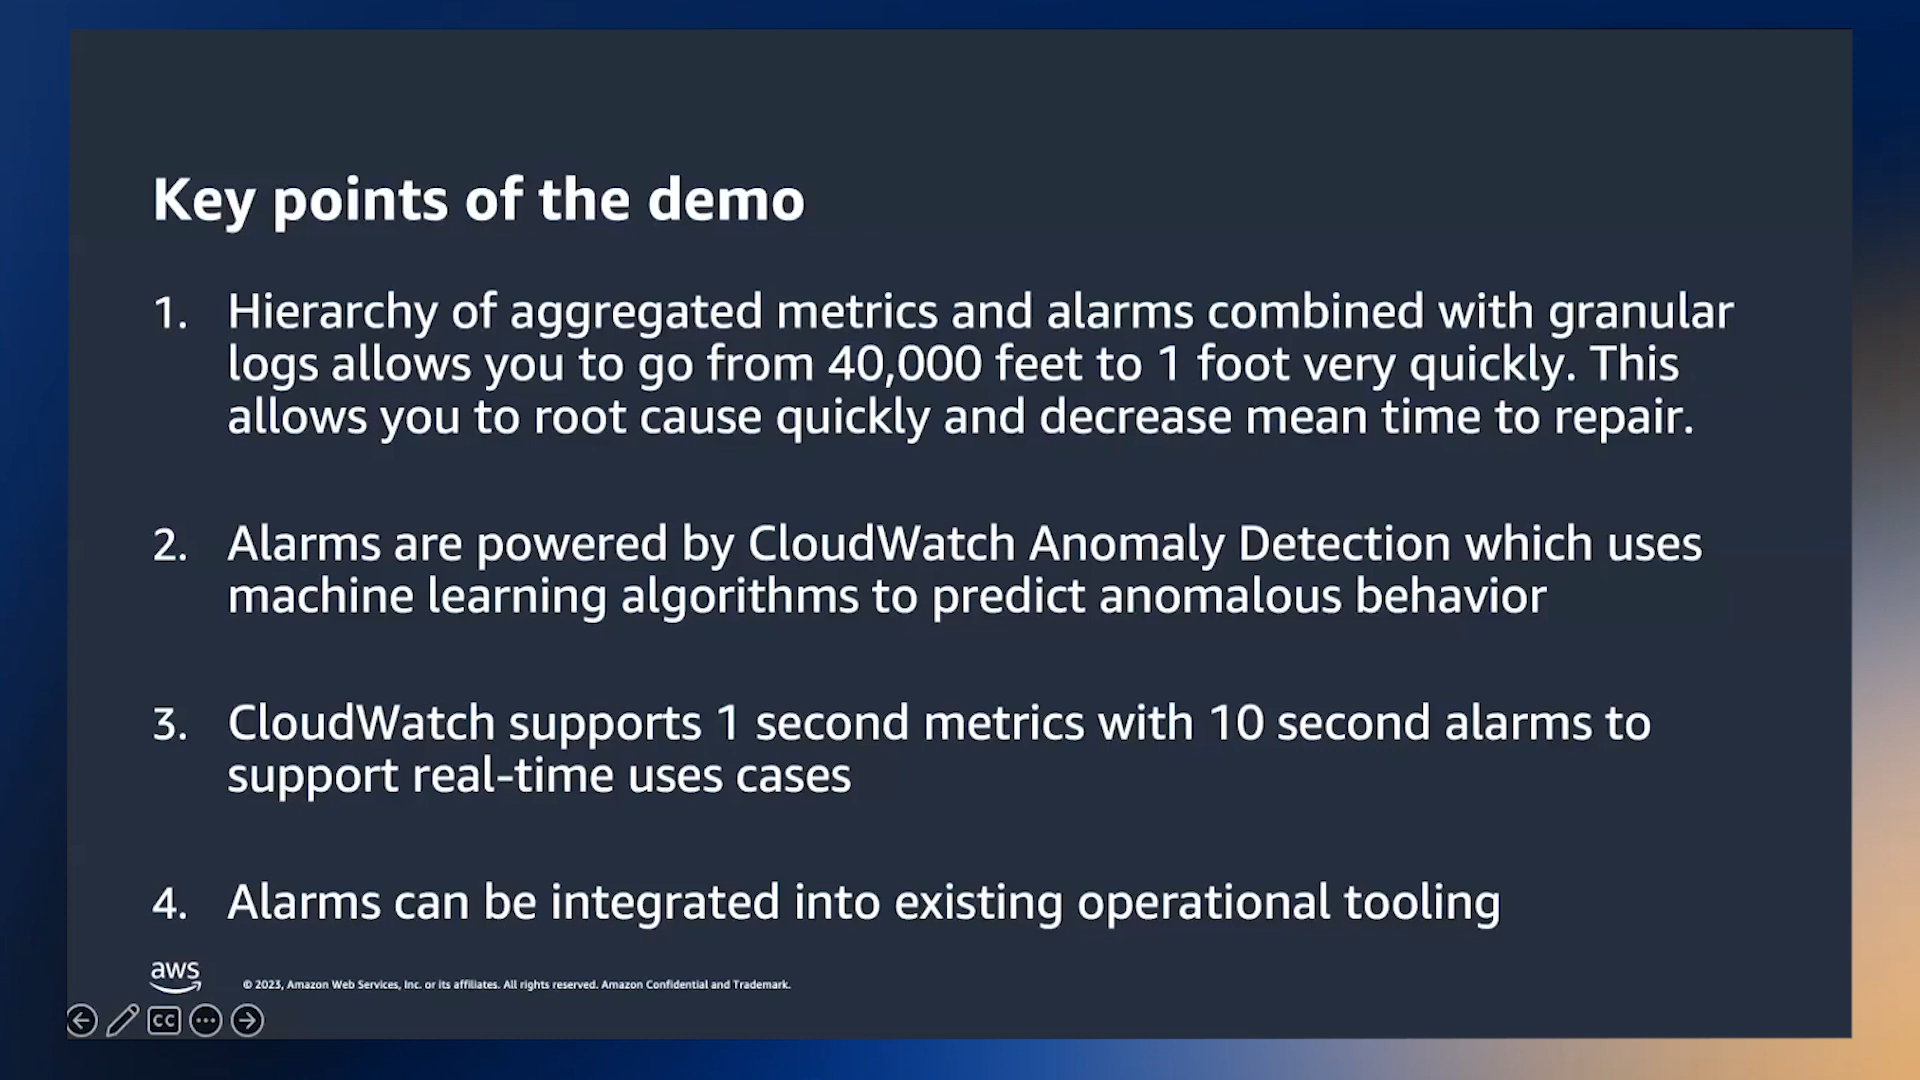 Key points of the demo
1. Hierarchy of aggregated metrics and alarms combined with granular
logs allows you to go from 40,000 feet to 1 foot very quickly. This
allows you to root cause quickly and decrease mean time to repair.
2. Alarms are powered by CloudWatch Anomaly Detection which uses
machine learning algorithms to predict anomalous behavior
3. CloudWatch supports 1 second metrics with 10 second alarms to
support real-time uses cases
4. Alarms can be integrated into existing operational tooling
aws
© 2023, Amazon Web Services, Inc. or its affiliates. All rights reserved. Amazon Confidential and Trademark.
CC